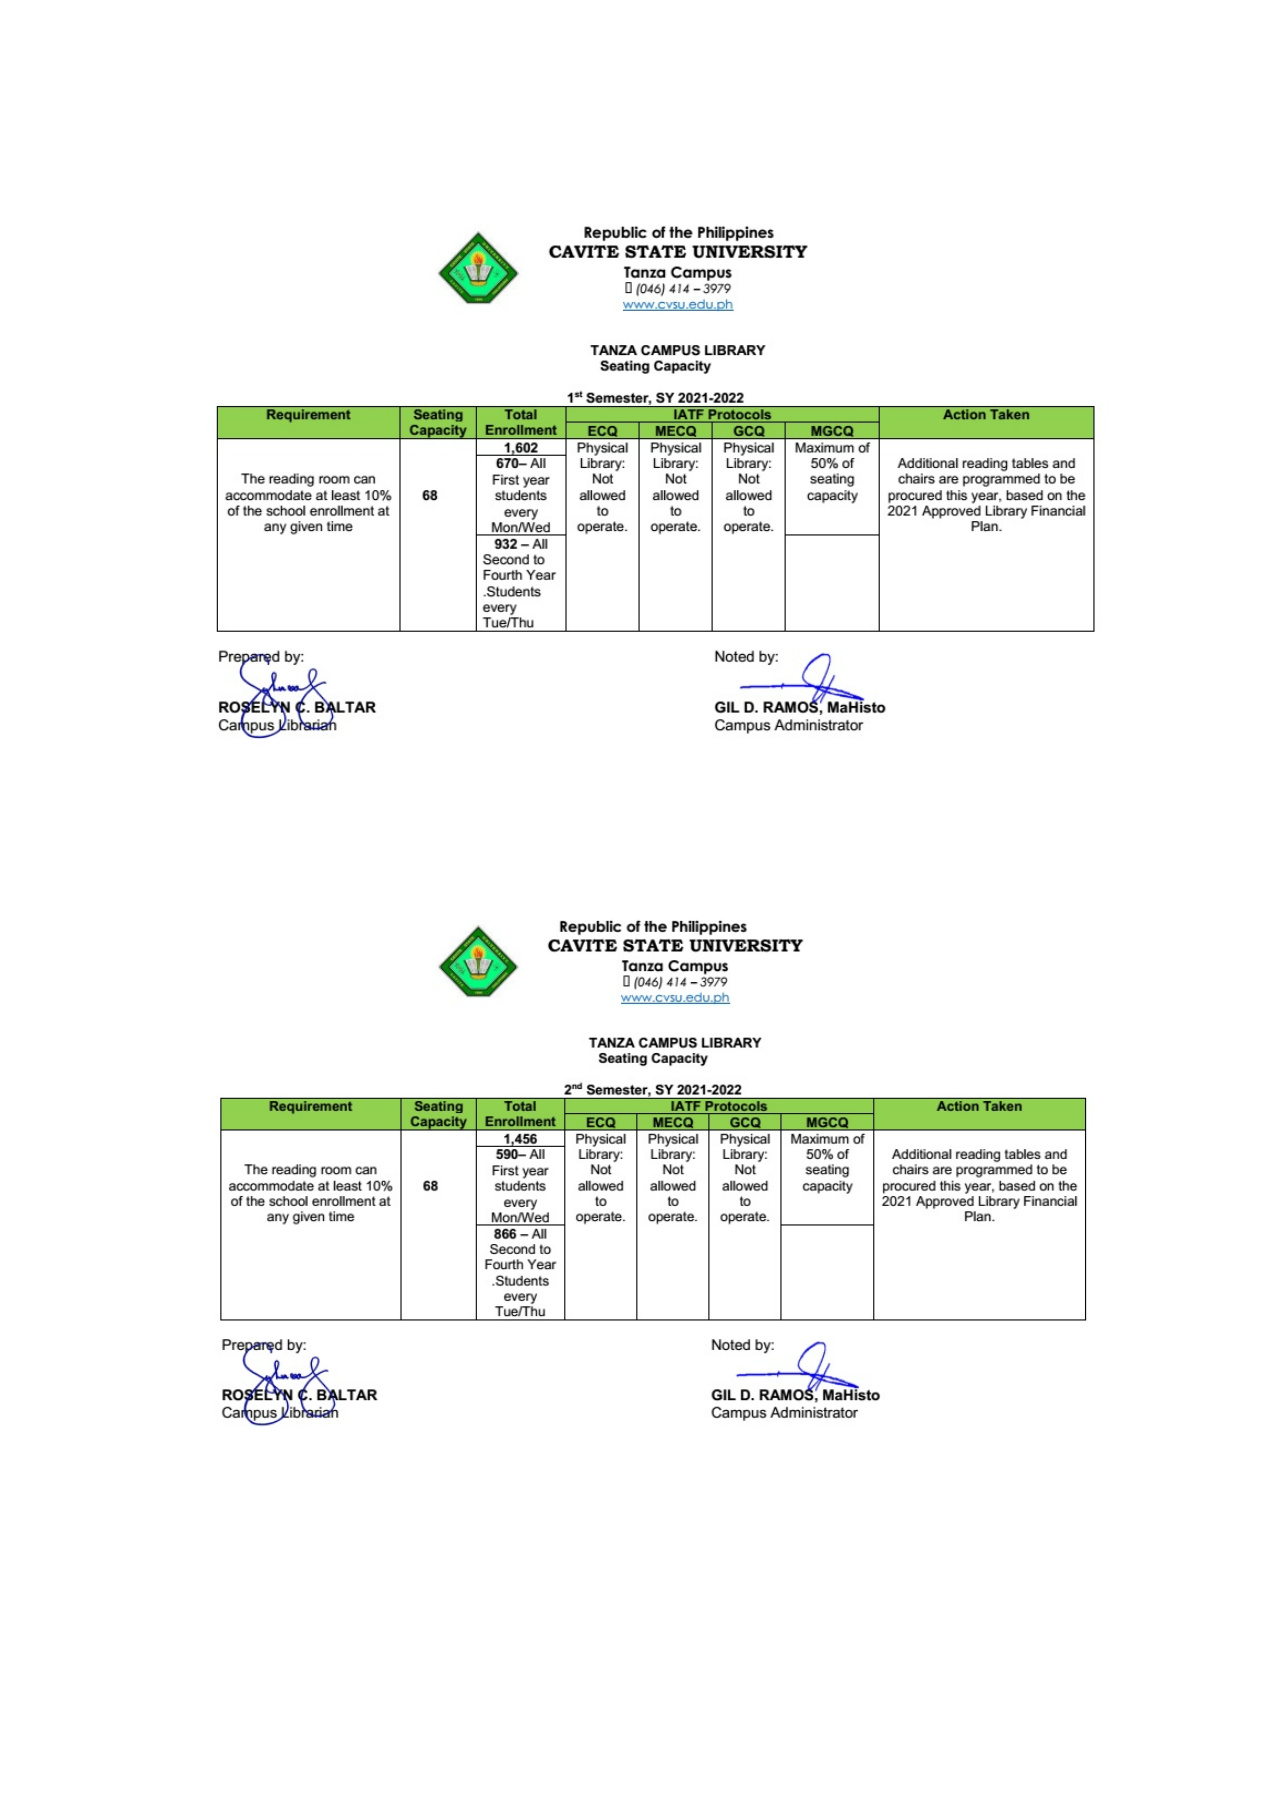 Republic of the Philippines
CAVITE STATE UNIVERSITY
Tanza Campus
(046) 414 – 3979
www.cvsu.edu.ph
TANZA CAMPUS LIBRARY
Seating Capacity
1st Semester, SY 2021-2022
Requirement
Seating
Capacity
Total
Enrollment
IATF Protocols
ECQ
MECQ
GCQ
MGCQ
Action Taken
The reading room can
accommodate at least 10%
of the school enrollment at
any given time
68
1,602
670– All
First year
students
every
Mon/Wed
932 – All
Second to
Fourth Year
.Students
every
Tue/Thu
Physical
Library:
Not
allowed
to
operate.
Physical
Library:
Not
allowed
to
operate.
Physical
Library:
Not
allowed
to
operate.
Maximum of
50% of
seating
capacity
Additional reading tables and
chairs are programmed to be
procured this year, based on the
2021 Approved Library Financial
Plan.
Prepared by:
ROSELYN C. BALTAR
Campus Librarian
Noted by:
GIL D. RAMOS, MaHisto
Campus Administrator
Republic of the Philippines
CAVITE STATE UNIVERSITY
Tanza Campus
(046) 414 – 3979
www.cvsu.edu.ph
TANZA CAMPUS LIBRARY
Seating Capacity
2nd Semester, SY 2021-2022
Requirement
Seating
Capacity
Total
Enrollment
IATF Protocols
ECQ
MECQ
GCQ
MGCQ
Action Taken
The reading room can
accommodate at least 10%
of the school enrollment at
any given time
68
1,456
590– All
First year
students
every
Mon/Wed
866 – All
Second to
Fourth Year
.Students
every
Tue/Thu
Physical
Library:
Not
allowed
to
operate.
Physical
Library:
Not
allowed
to
operate.
Physical
Library:
Not
allowed
to
operate.
Maximum of
50% of
seating
capacity
Additional reading tables and
chairs are programmed to be
procured this year, based on the
2021 Approved Library Financial
Plan.
Prepared by:
ROSELYN C. BALTAR
Campus Librarian
Noted by:
GIL D. RAMOS, MaHisto
Campus Administrator